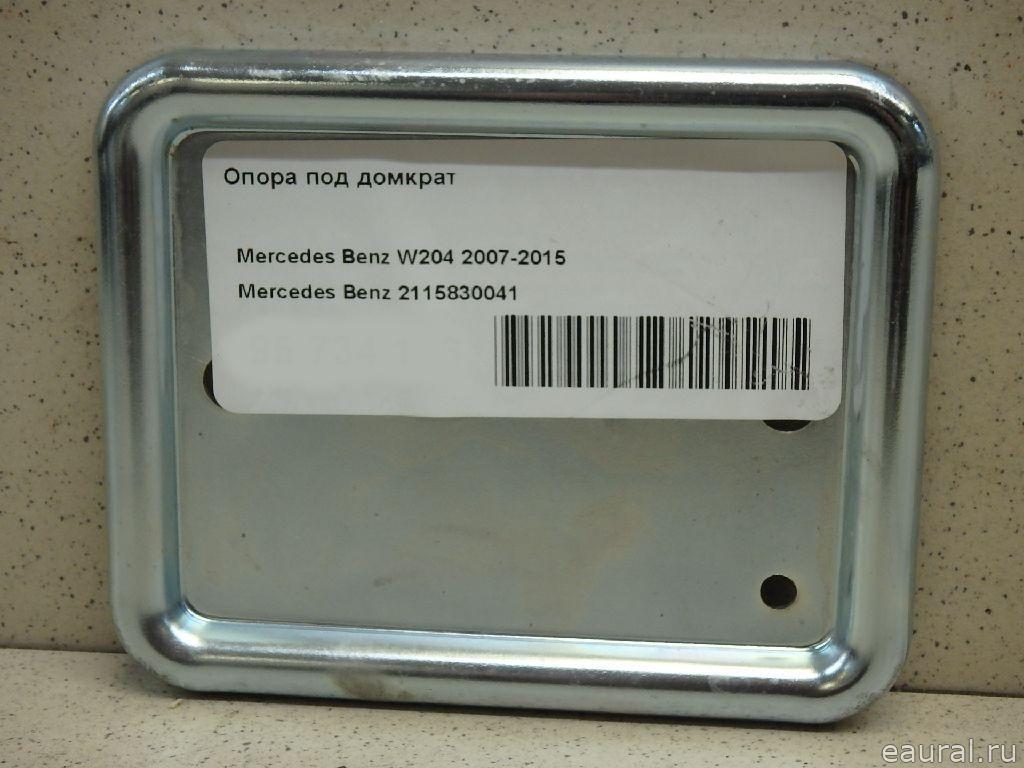 Опора под домкрат
Mercedes Benz W204 2007-2015
Mercedes Benz 2115830041
eaural.ru